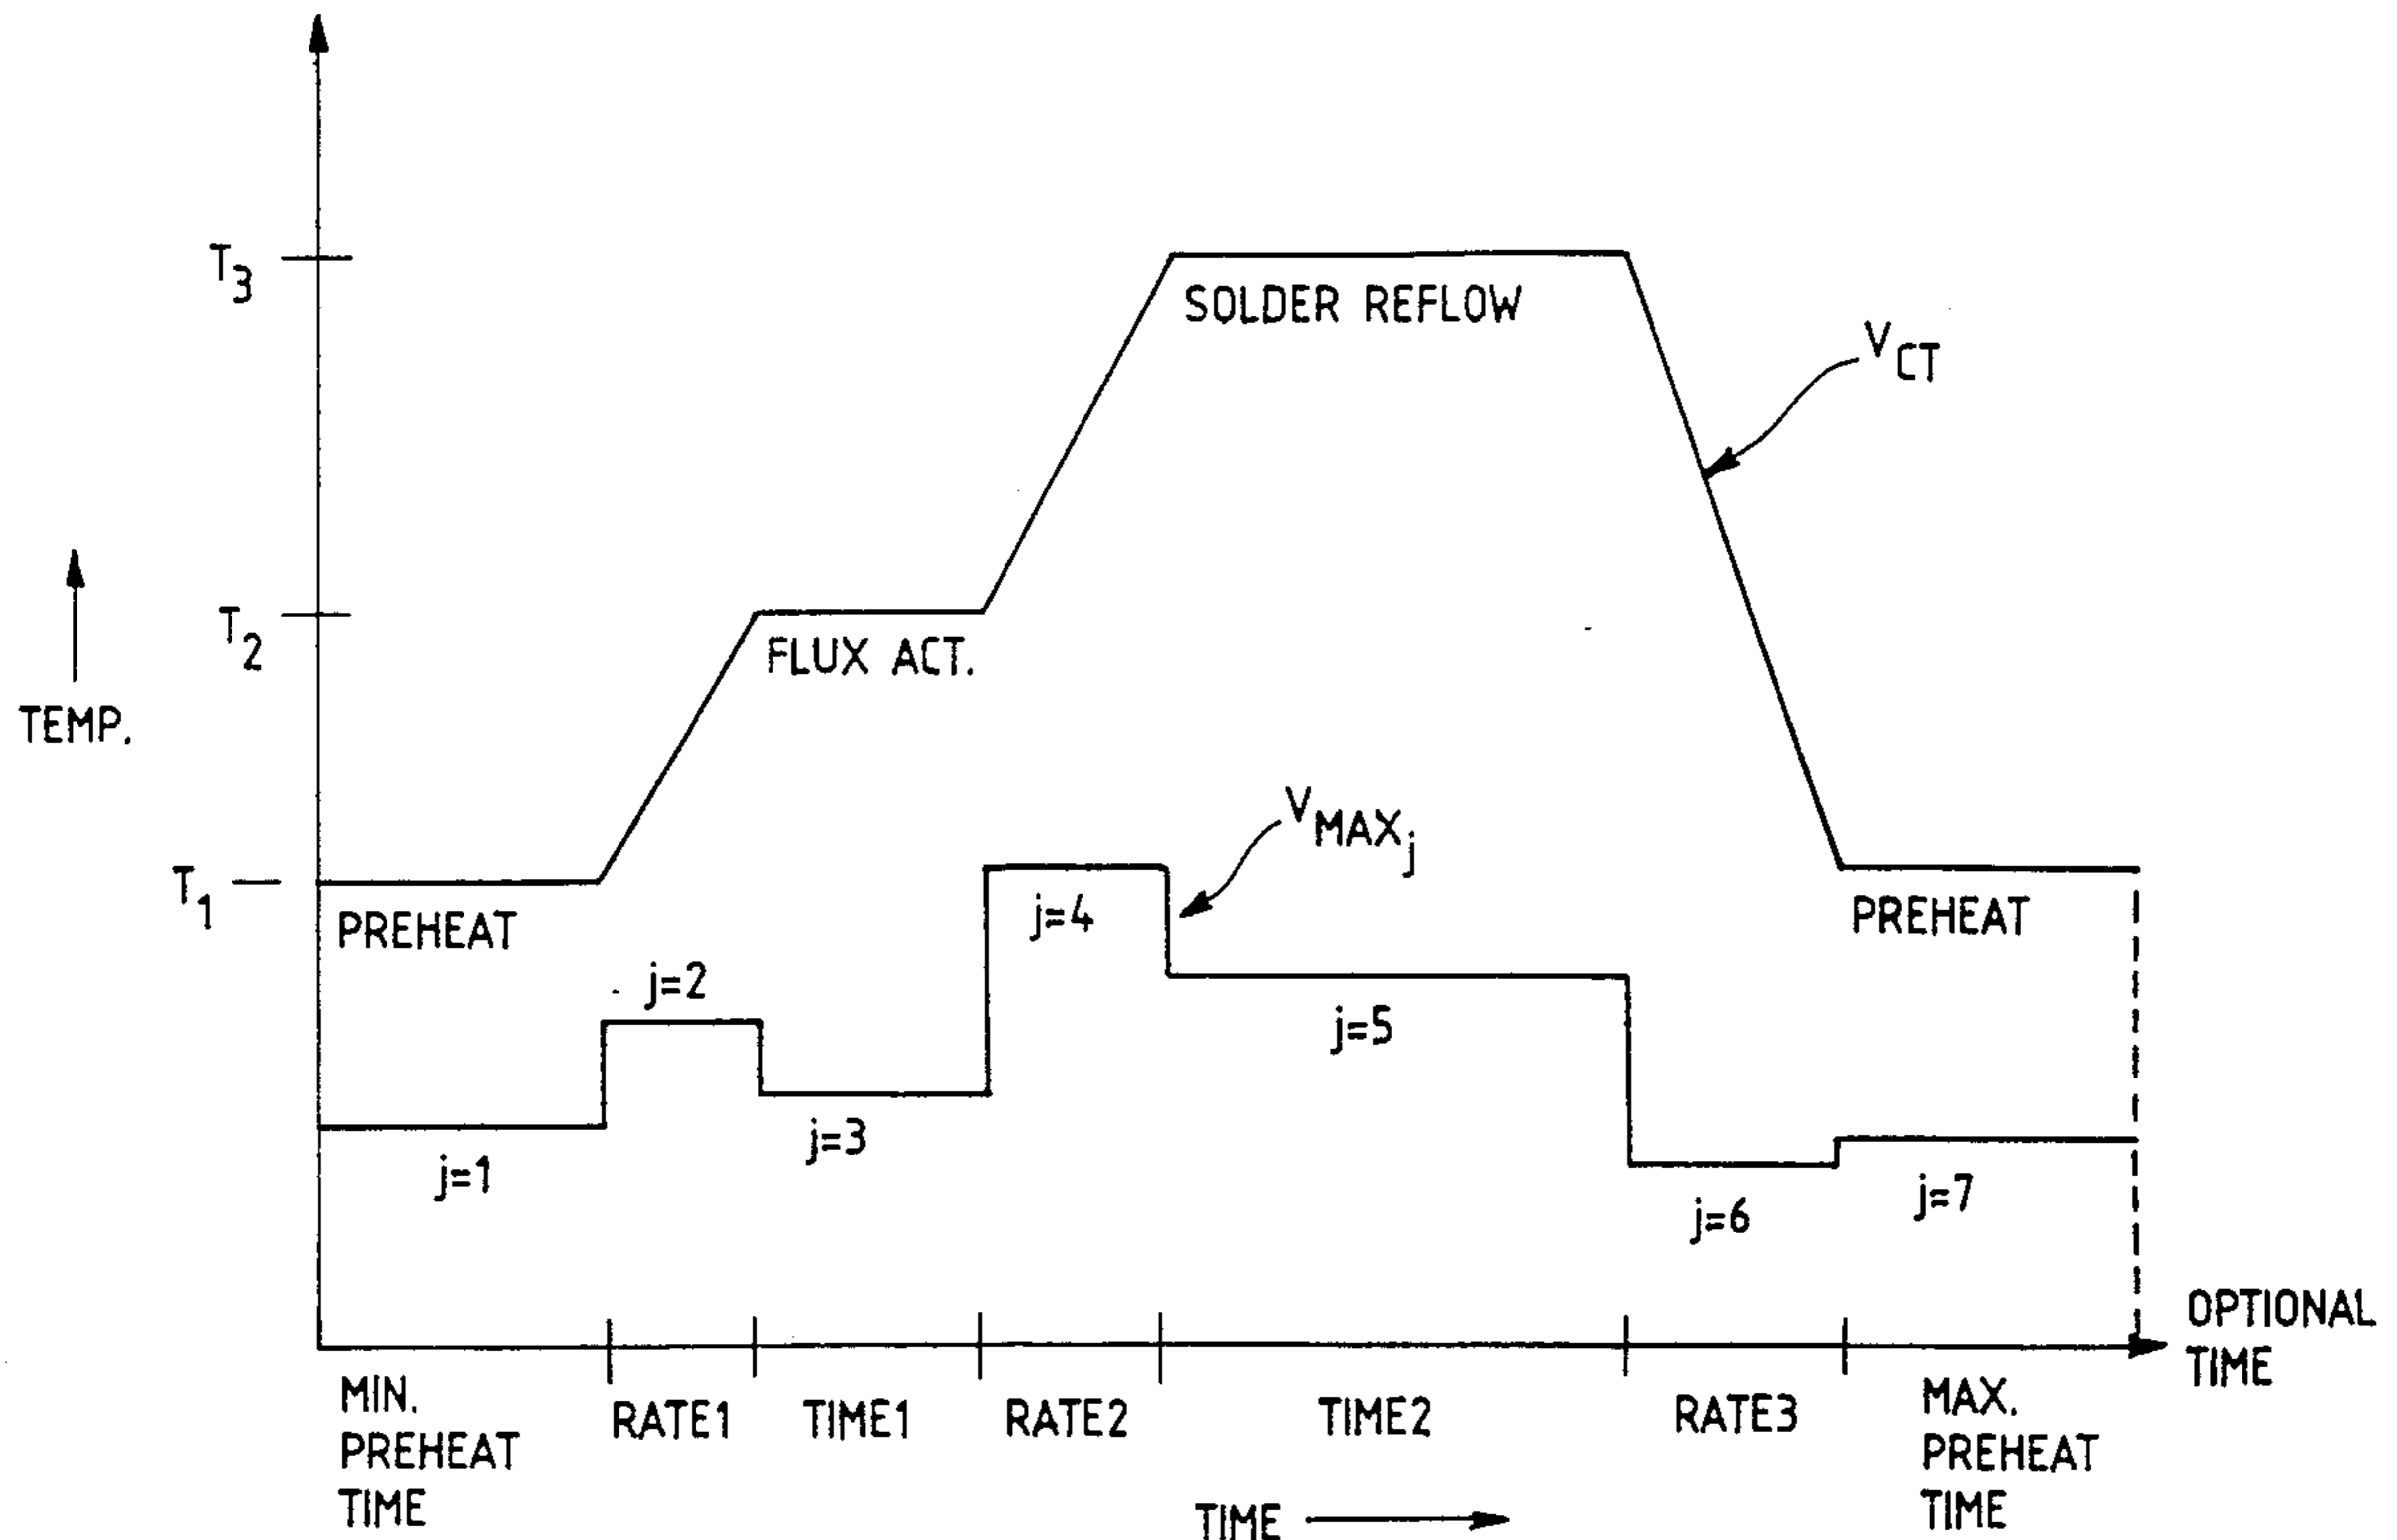 T3
SOLDER REFLOW
VCT
T2
FLUX ACT.
TEMP.
VMAXj
T1
PREHEAT
j=4
PREHEAT
j=2
j=5
j=3
j=1
j=7
j=6
OPTIONAL
TIME
MIN.
PREHEAT
TIME
RATE1
TIME1
RATE2
TIME2
RATE3
MAX.
PREHEAT
TIME
TIME